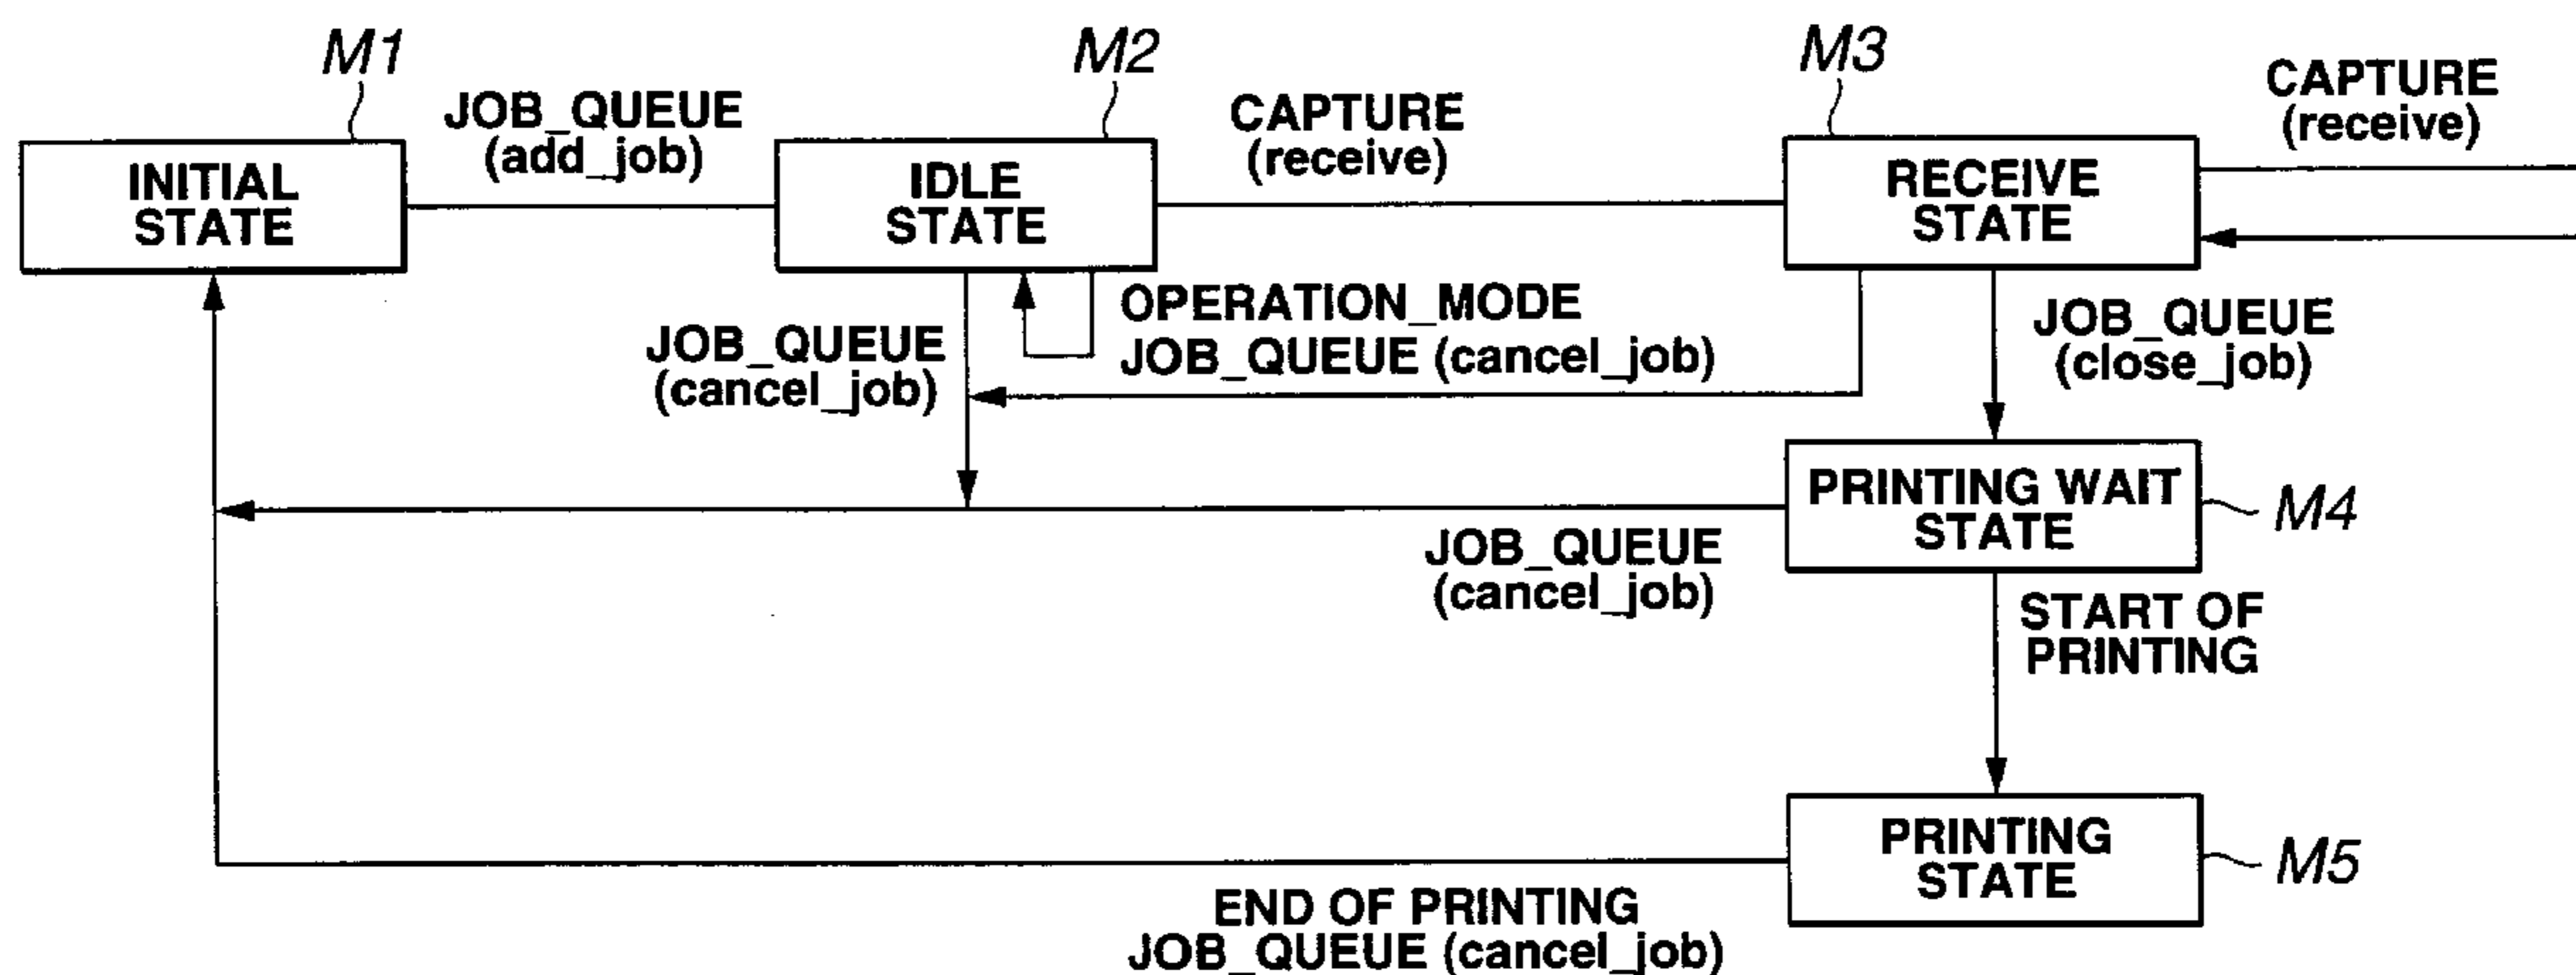 M1
M2
M3
JOB_QUEUE
(add_job)
CAPTURE
(receive)
CAPTURE
(receive)
INITIAL
STATE
IDLE
STATE
RECEIVE
STATE
OPERATION_MODE
JOB_QUEUE (cancel_job)
JOB_QUEUE
(cancel_job)
JOB_QUEUE
(close_job)
PRINTING WAIT
STATE
M4
JOB_QUEUE
(cancel_job)
START OF
PRINTING
PRINTING
STATE
M5
END OF PRINTING
JOB_QUEUE (cancel_job)